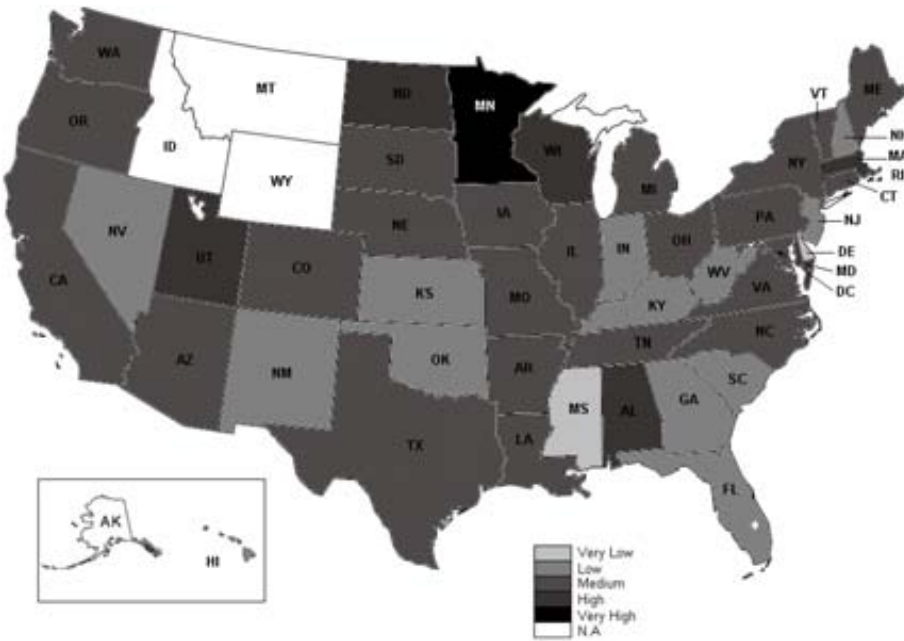 WA
MT
ND
MN
VT
ME
OR
ID
SD
WI
NY
NH
MA
RI
CT
WY
MI
NV
NE
IA
PA
NJ
UT
CO
IL
IN
OH
WV
DE
MD
DC
CA
KS
MO
KY
VA
AZ
NM
OK
AR
TN
NC
SC
MS
AL
GA
TX
LA
FL
AK
HI
Very Low
Low
Medium
High
Very High
N.A